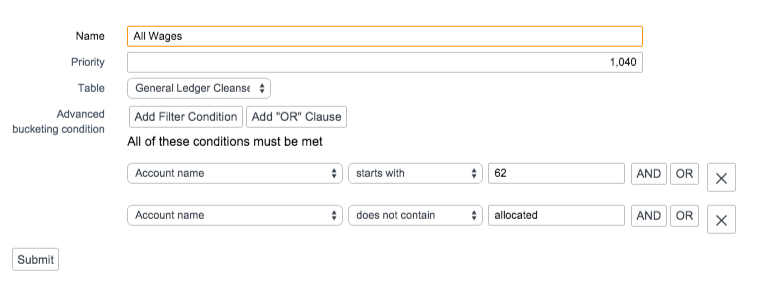 Name All Wages
Priority 1,040
Table General Ledger Cleanse
Advanced
bucketing condition Add Filter Condition Add "OR" Clause
All of these conditions must be met
Account name starts with 62 AND OR
Account name does not contain allocated AND OR
Submit